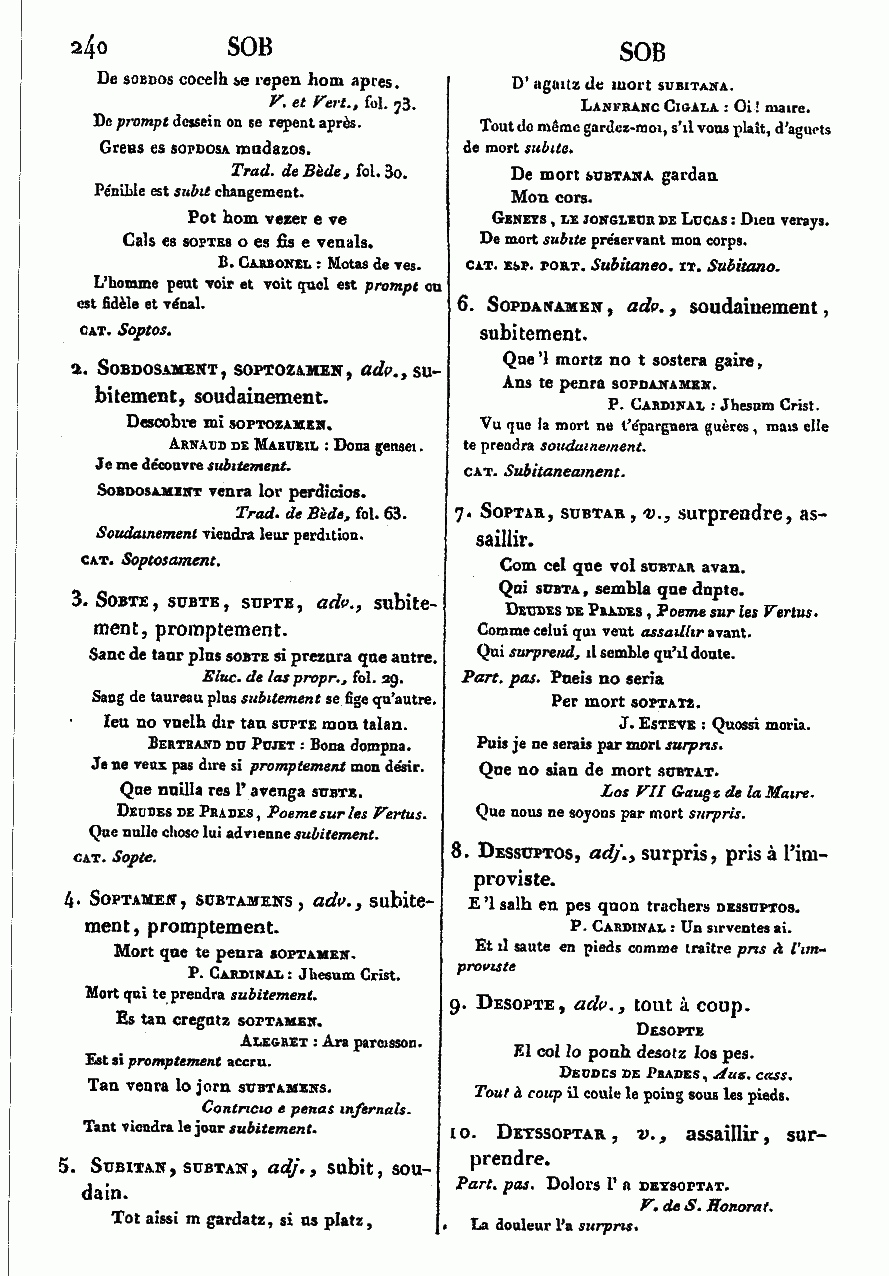 240 SOB
De SOBDOS cocelh se repen hom apres.
V. et Vert., fol. 73.
De prompt dessein on se repent après.
Greus es SOPDOSA mudazos.
Trad. de Bède, fol. 30.
Pénible est subit changement.
Pot hom vezer e ve
Cals es SOPTES o es fis e venals.
B. CARBONEL : Motas de ves.
L'homme peut voir et voit quel est prompt ou
est fidèle et vénal.
CAT. Soptos.
2. SOBDOSAMENT, SOPTOZAMEN, adv., su-
bitement, soudainement.
Descobre mi SOPTOZAMEN.
ARNAUD DE MARUEIL : Dona gensei.
Je me découvre subitement.
SOBDOSAMENT venra lor perdicios.
Trad. de Bède, fol. 63.
Soudainement viendra leur perdition.
CAT. Soptosament.
3. SOBTE, SUBTE, SUPTE, adv., subite-
ment, promptement.
Sanc de taur plus SOBTE si prezura que autre.
Eluc. de las propr., fol. 29.
Sang de taureau plus subitement se fige qu'autre.
Ieu no vuelh dir tan SUPTE mon talan.
BERTRAND DU PUJET : Bona dompna.
Je ne veux pas dire si promptement mon désir.
Que nuilla res l' avenga SUBTE.
DEUDES DE PRADES, Poeme sur les Vertus.
Que nulle chose lui advienne subitement.
CAT. Sopte.
4. SOPTAMEN, SUBTAMENS, adv., subite-
ment, promptement.
Mort que te penra SOPTAMEN.
P. CARDINAL : Jhesum Crist.
Mort qui te prendra subitement.
Es tan cregutz SOPTAMEN.
ALEGRET : Ara pareisson.
Est si promptement accru.
Tan venra lo jorn SUBTAMENS.
Contricio e penas infernals.
Tant viendra le jour subitement.
5. SUBITAN, SUBTAN, adj., subit, sou-
dain.
Tot aissi m gardatz, si us platz,
SOB
D' agaitz de mort SUBITANA.
LANFRANC CIGALA : Oi! maire.
Tout de même gardez-moi, s'il vous plaît, d'aguets
de mort subite.
De mort SUBTANA gardan
Mon cors.
GENEYS, LE JONGLEUR DE LUCAS : Dieu verays.
De mort subite préservant mon corps.
CAT. ESP. PORT. Subitaneo. IT. Subitano.
6. SOPDANAMEN, adv., soudainement,
subitement.
Que 'l mortz no t sostera gaire,
Ans te penra SOPDANAMEN.
P. CARDINAL : Jhesum Crist.
Vu que la mort ne t'épargnera guères, mais elle
te prendra soudainement.
CAT. Subitaneament.
7. SOPTAR, SUBTAR, v., surprendre, as-
saillir.
Com cel que vol SUBTAR avan.
Qui SUBTA, sembla que dupte.
DEUDES DE PRADES, Poeme sur les Vertus.
Comme celui qui veut assaillir avant.
Qui surprend, il semble qu'il doute.
Part. pas. Pueis no seria
Per mort SOPTATZ.
J. ESTEVE : Quossi moria.
Puis je ne serais par mort surpris.
Que no sian de mort SUBTAT.
Los VII Gaugz de la Maire.
Que nous ne soyons par mort surpris.
8. DESSUPTOS, adj., surpris, pris à l'im-
proviste.
E 'l salh en pes quon trachers DESSUPTOS.
P. CARDINAL : Un sirventes ai.
Et il saute en pieds comme traître pris à l'im-
proviste
9. DESOPTE, adv., tout à coup.
DESOPTE
El col lo ponh desotz los pes.
DEUDES DE PRADES, Aus. cass.
Tout à coup il coule le poing sous les pieds.
10. DEYSSOPTAR, v., assaillir, sur-
prendre.
Part. pas. Dolors l' a DEYSOPTAT.
V. de S. Honorat.
La douleur l'a surpris.